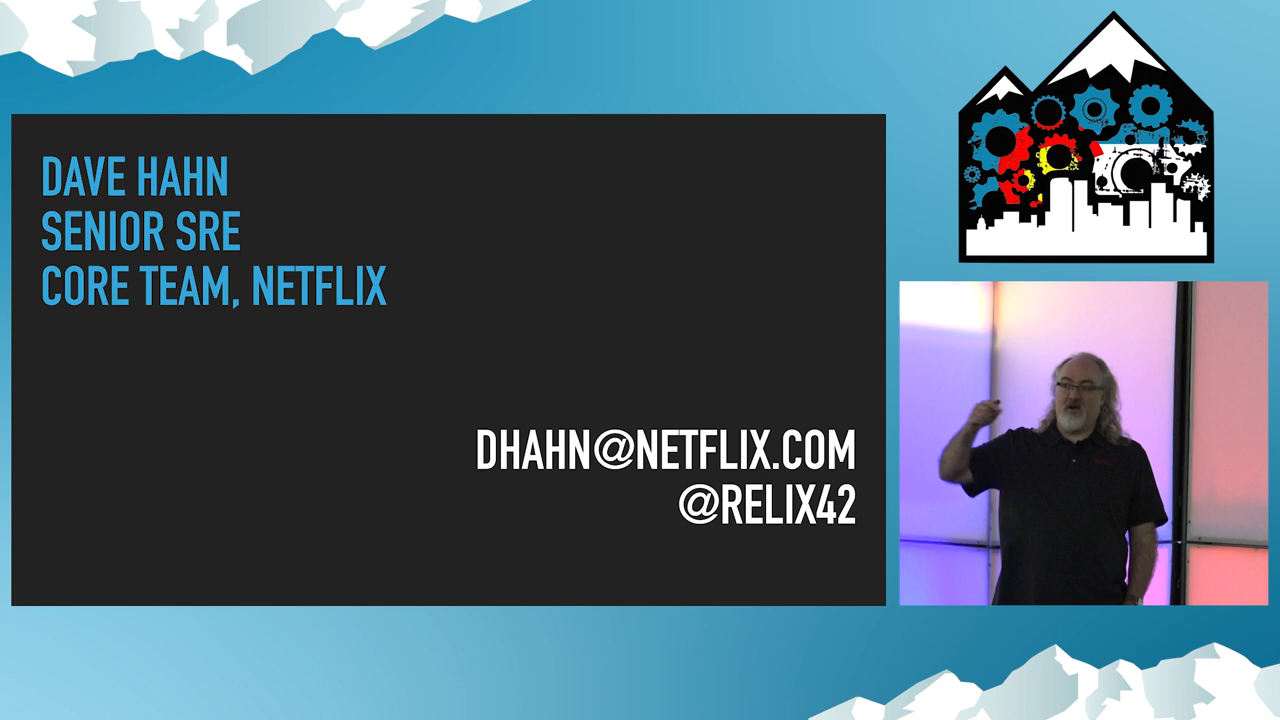 DAVE HAHN
SENIOR SRE
CORE TEAM, NETFLIX
DHAHN@NETFLIX.COM
@RELIX42